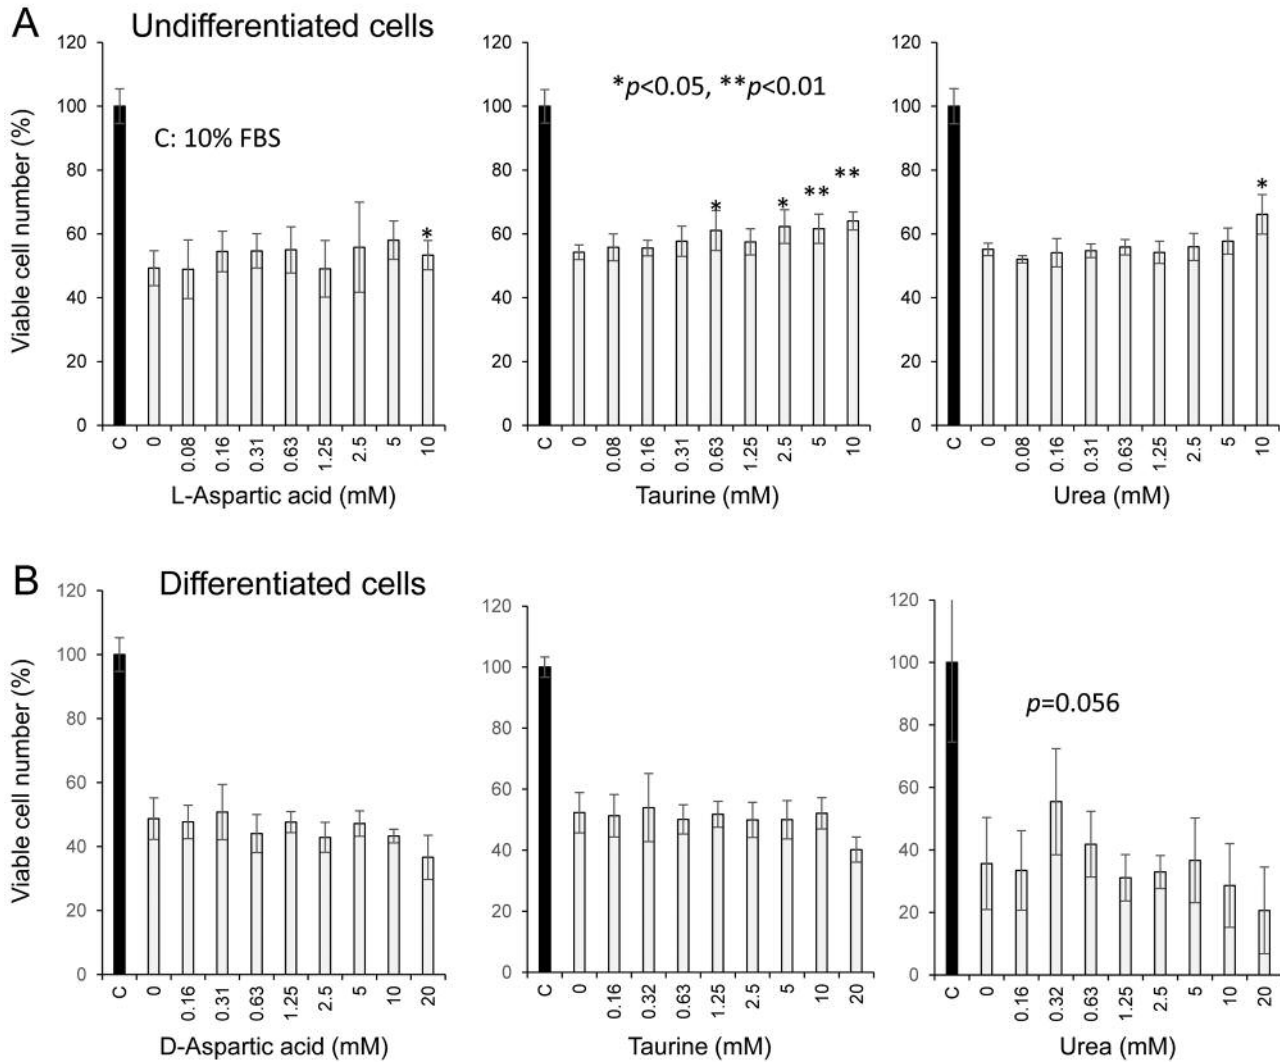 A
Undifferentiated cells
Viable cell number (%)
120
100
80
60
40
20
0
C: 10% FBS
*
C 0 0.08 0.16 0.31 0.63 1.25 2.5 5 10
L-Aspartic acid (mM)
120
100
80
60
40
20
0
*p<0.05, **p<0.01
* * ** **
C 0 0.08 0.16 0.31 0.63 1.25 2.5 5 10
Taurine (mM)
120
100
80
60
40
20
0
*
C 0 0.08 0.16 0.31 0.63 1.25 2.5 5 10
Urea (mM)
B
Differentiated cells
Viable cell number (%)
120
100
80
60
40
20
0
C 0 0.16 0.31 0.63 1.25 2.5 5 10 20
D-Aspartic acid (mM)
120
100
80
60
40
20
0
C 0 0.16 0.32 0.63 1.25 2.5 5 10 20
Taurine (mM)
120
100
80
60
40
20
0
p=0.056
C 0 0.16 0.32 0.63 1.25 2.5 5 10 20
Urea (mM)